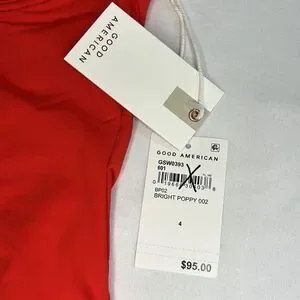 GOOD
AMERICAN
GOOD AMERICAN
GSW0393
601
BP02
BRIGHT POPPY 002
4
$95.00